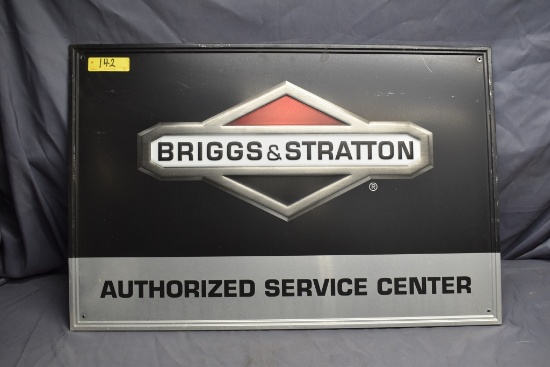 142
BRIGGS & STRATTON
®
AUTHORIZED SERVICE CENTER